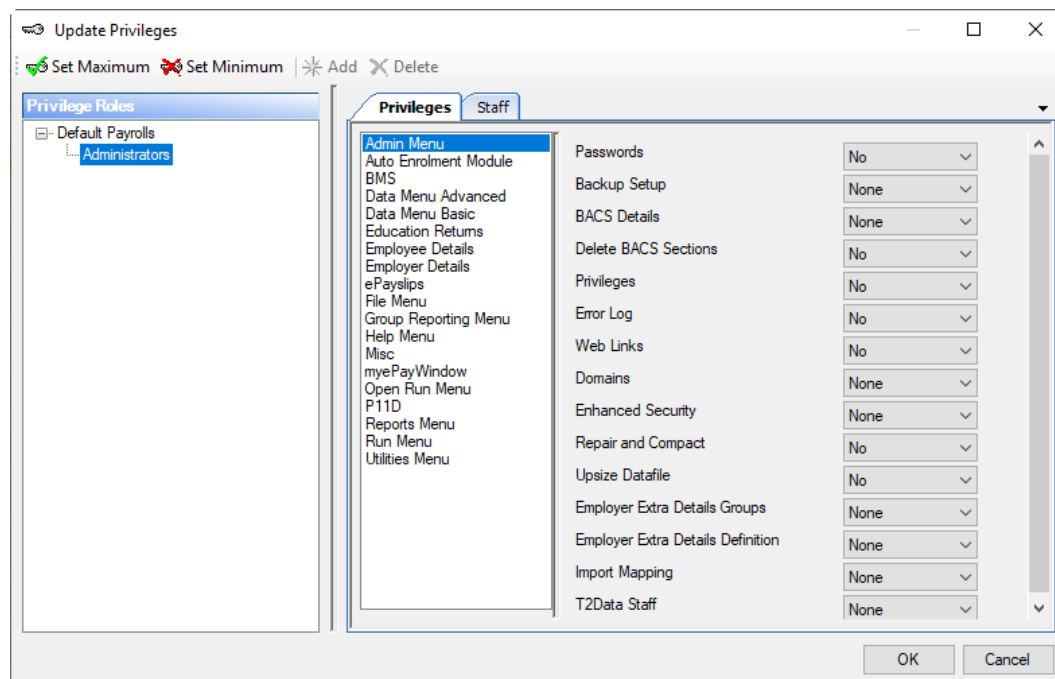 Update Privileges
Set Maximum Set Minimum Add Delete
Privilege Roles
Default Payrolls
Administrators
Privileges Staff
Admin Menu
Auto Enrolment Module
BMS
Data Menu Advanced
Data Menu Basic
Education Returns
Employee Details
Employer Details
ePayslips
File Menu
Group Reporting Menu
Help Menu
Misc
myePayWindow
Open Run Menu
P11D
Reports Menu
Run Menu
Utilities Menu
Passwords No
Backup Setup None
BACS Details None
Delete BACS Sections No
Privileges No
Error Log No
Web Links No
Domains None
Enhanced Security None
Repair and Compact No
Upsize Datafile No
Employer Extra Details Groups None
Employer Extra Details Definition None
Import Mapping None
T2Data Staff None
OK Cancel